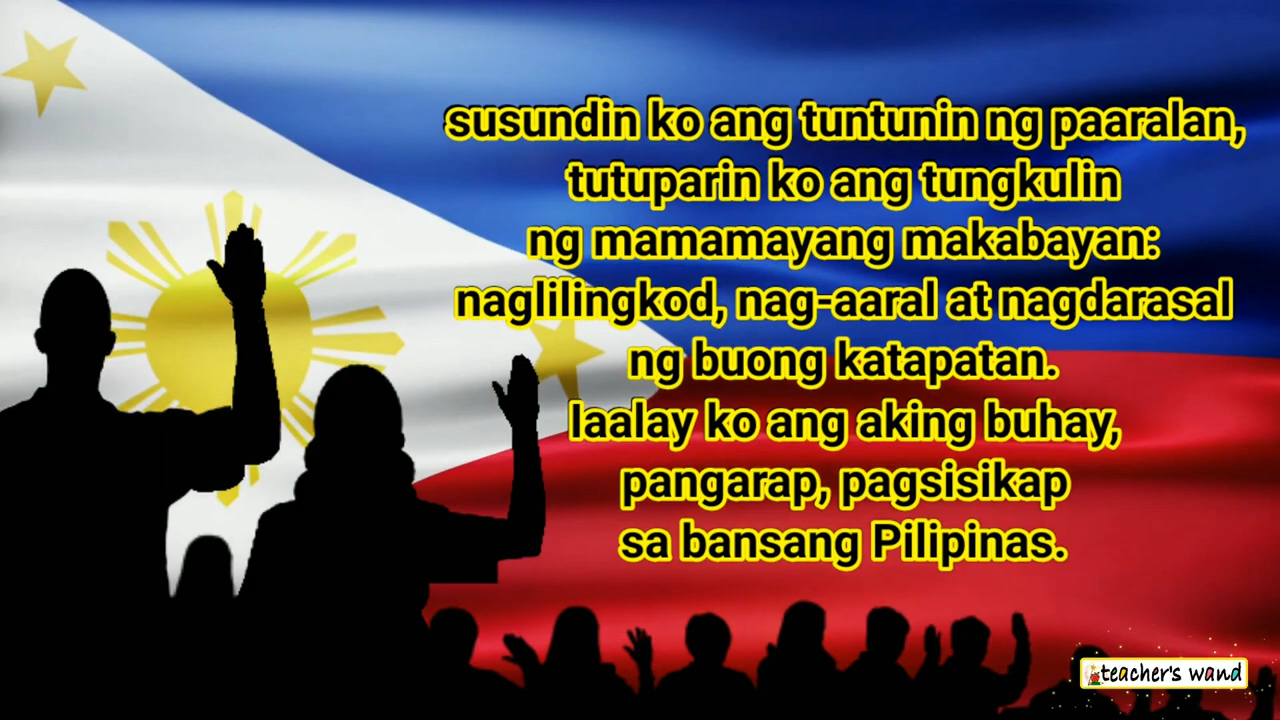 susundin ko ang tuntunin ng paaralan,
tutuparin ko ang tungkulin
ng mamamayang makabayan:
naglilingkod, nag-aaral at nagdarasal
ng buong katapatan.
Iaalay ko ang aking buhay,
pangarap, pagsisikap
sa bansang Pilipinas.
teacher's wand